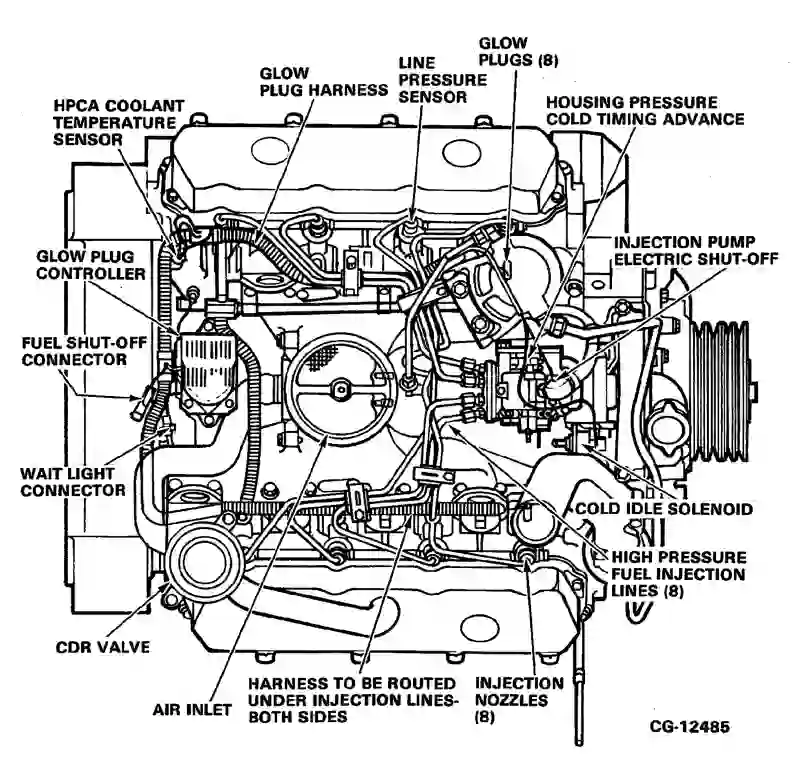 GLOW
PLUGS (8)
LINE
PRESSURE
SENSOR
GLOW
PLUG HARNESS
HPCA COOLANT
TEMPERATURE
SENSOR
HOUSING PRESSURE
COLD TIMING ADVANCE
INJECTION PUMP
ELECTRIC SHUT-OFF
GLOW PLUG
CONTROLLER
FUEL SHUT-OFF
CONNECTOR
WAIT LIGHT
CONNECTOR
COLD IDLE SOLENOID
HIGH PRESSURE
FUEL INJECTION
LINES (8)
CDR VALVE
AIR INLET
HARNESS TO BE ROUTED
UNDER INJECTION LINES-
BOTH SIDES
INJECTION
NOZZLES
(8)
CG-12485